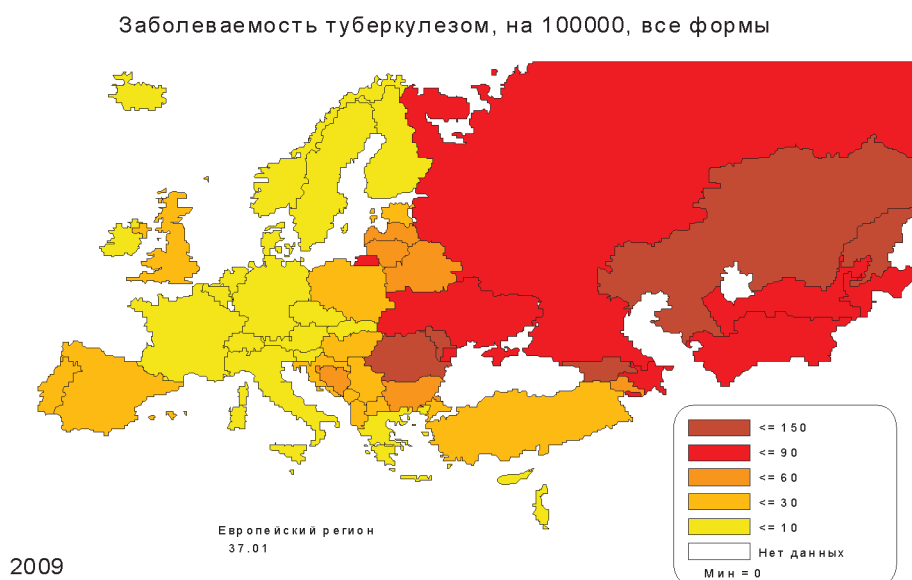 Заболеваемость туберкулезом, на 100000, все формы
<= 150
<= 90
<= 60
<= 30
<= 10
Нет данных
Мин = 0
Европейский регион
37.01
2009